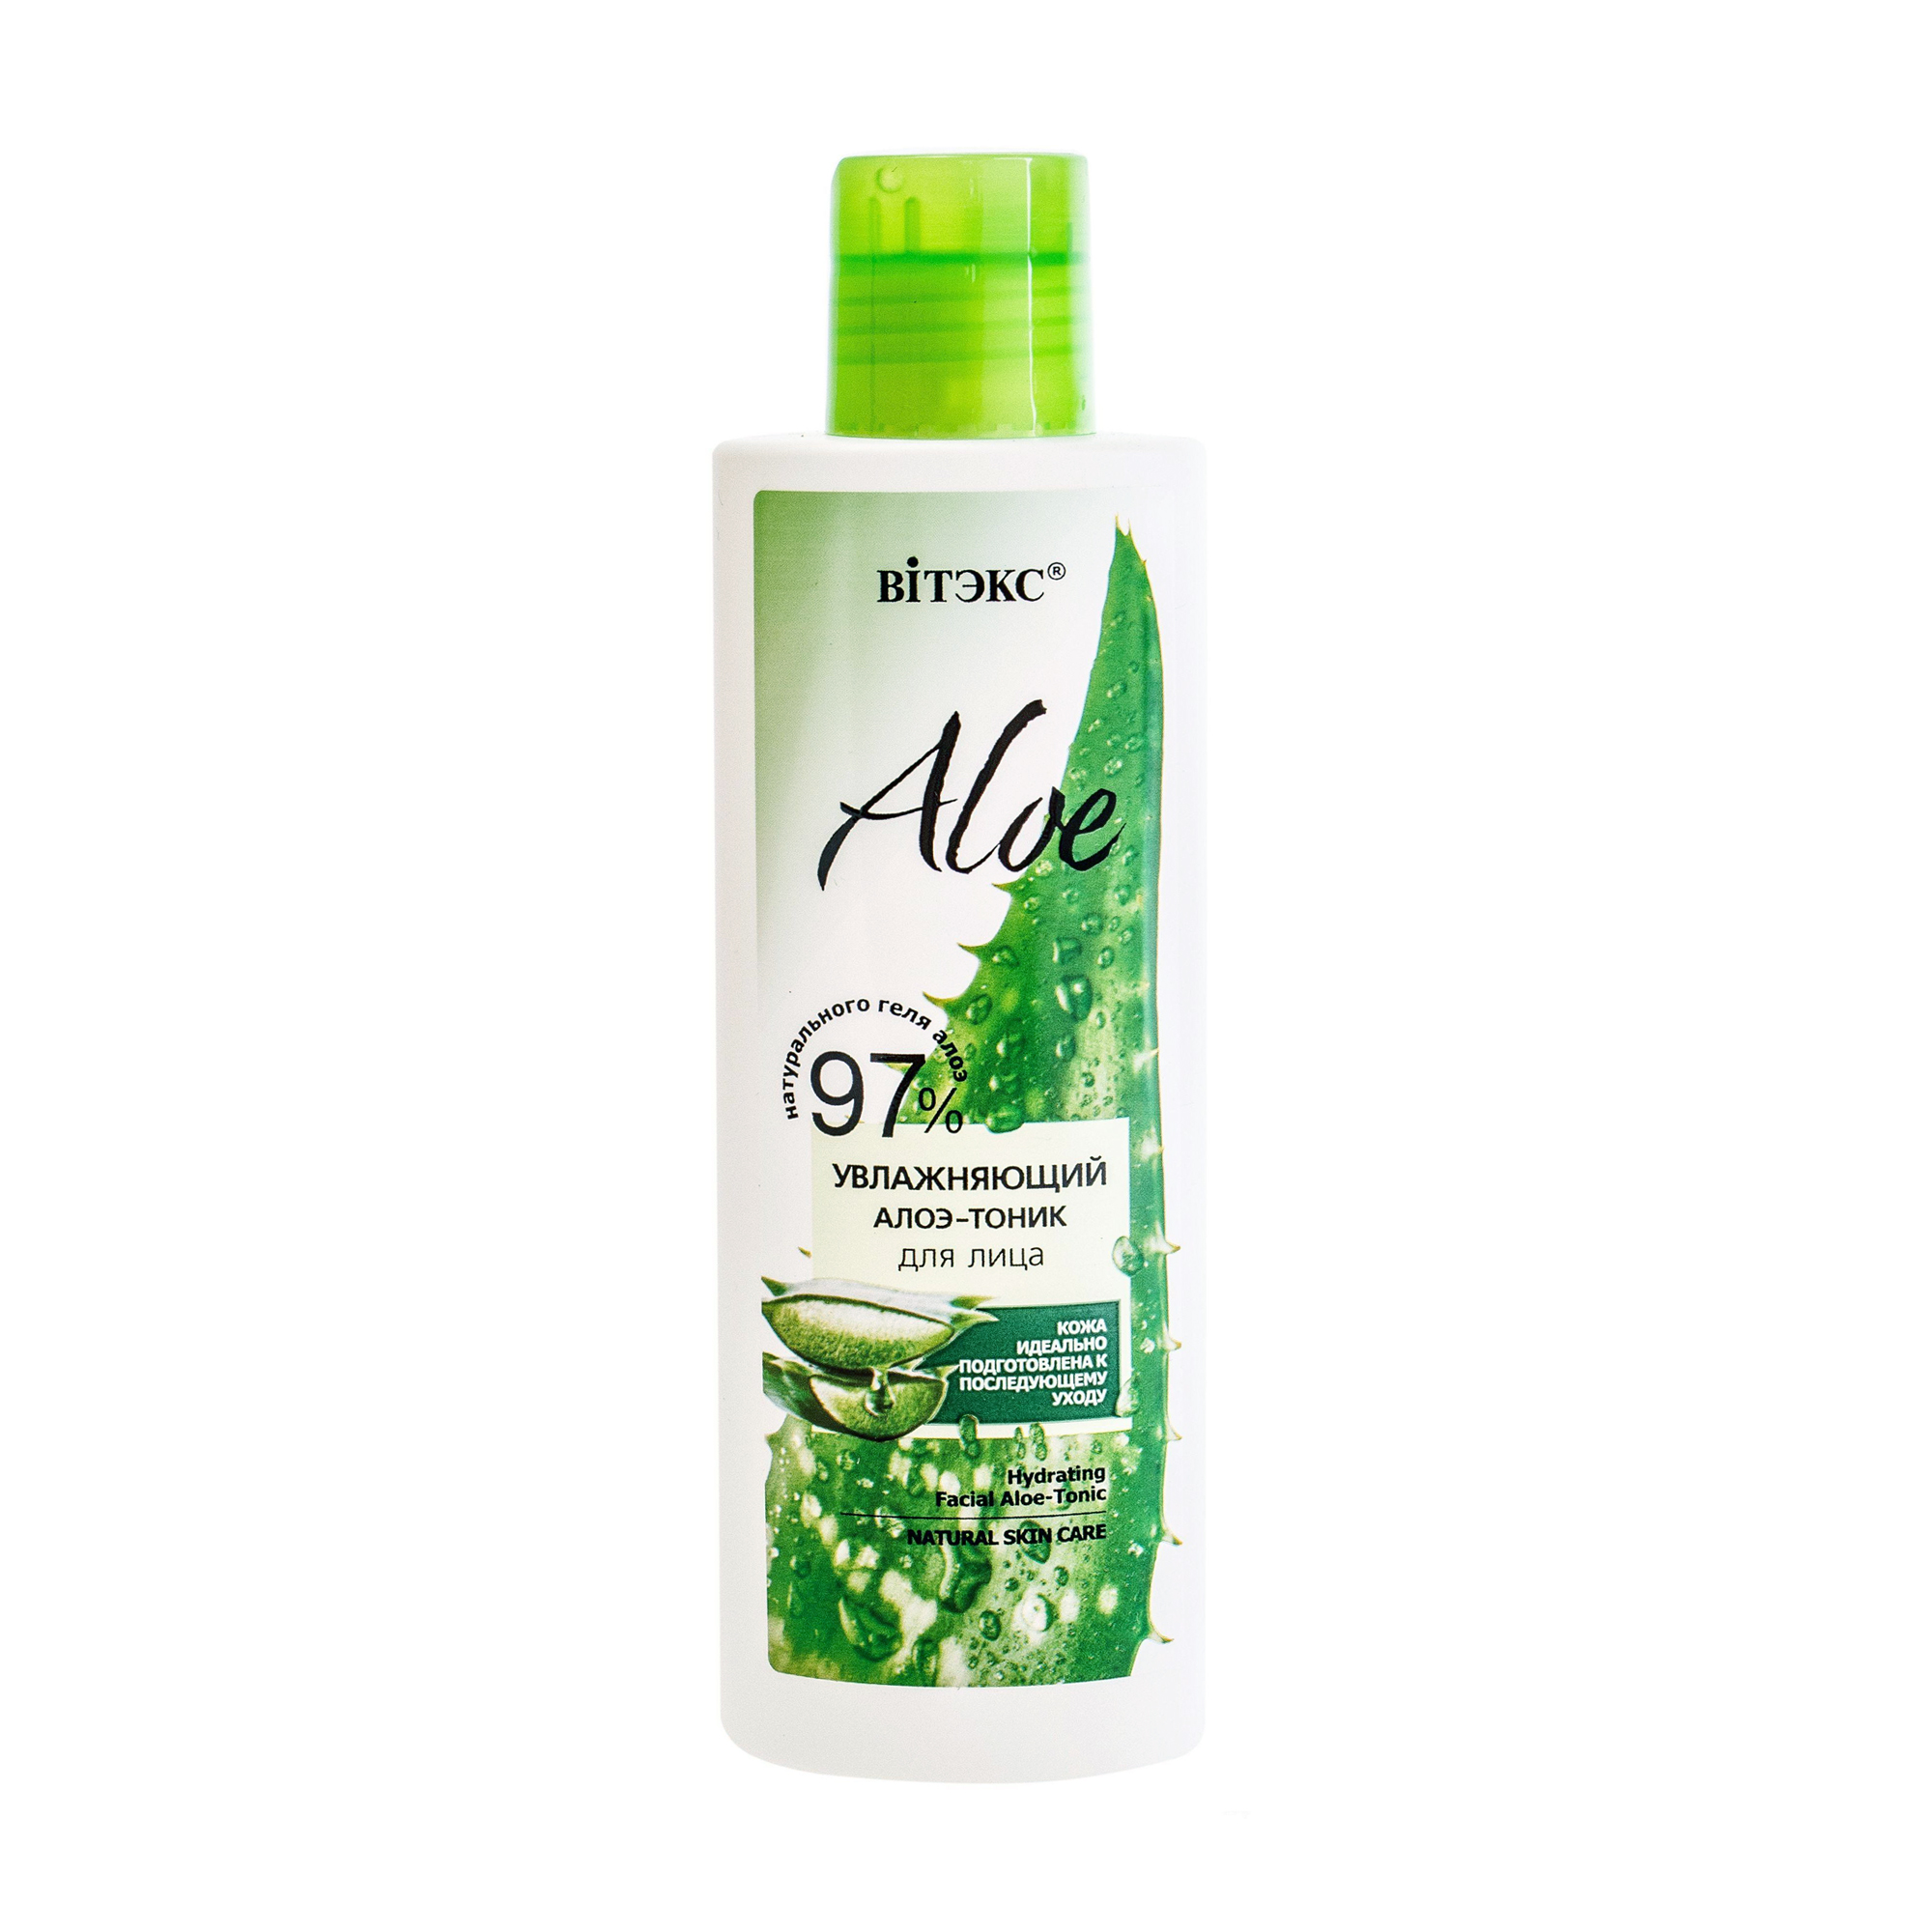 вітэкс®
Aloe
натурального геля алоэ
97%
УВЛАЖНЯЮЩИЙ
АЛОЭ-ТОНИК
для лица
КОЖА
ИДЕАЛЬНО
ПОДГОТОВЛЕНА К
ПОСЛЕДУЮЩЕМУ
УХОДУ
Hydrating
Facial Aloe-Tonic
NATURAL SKIN CARE